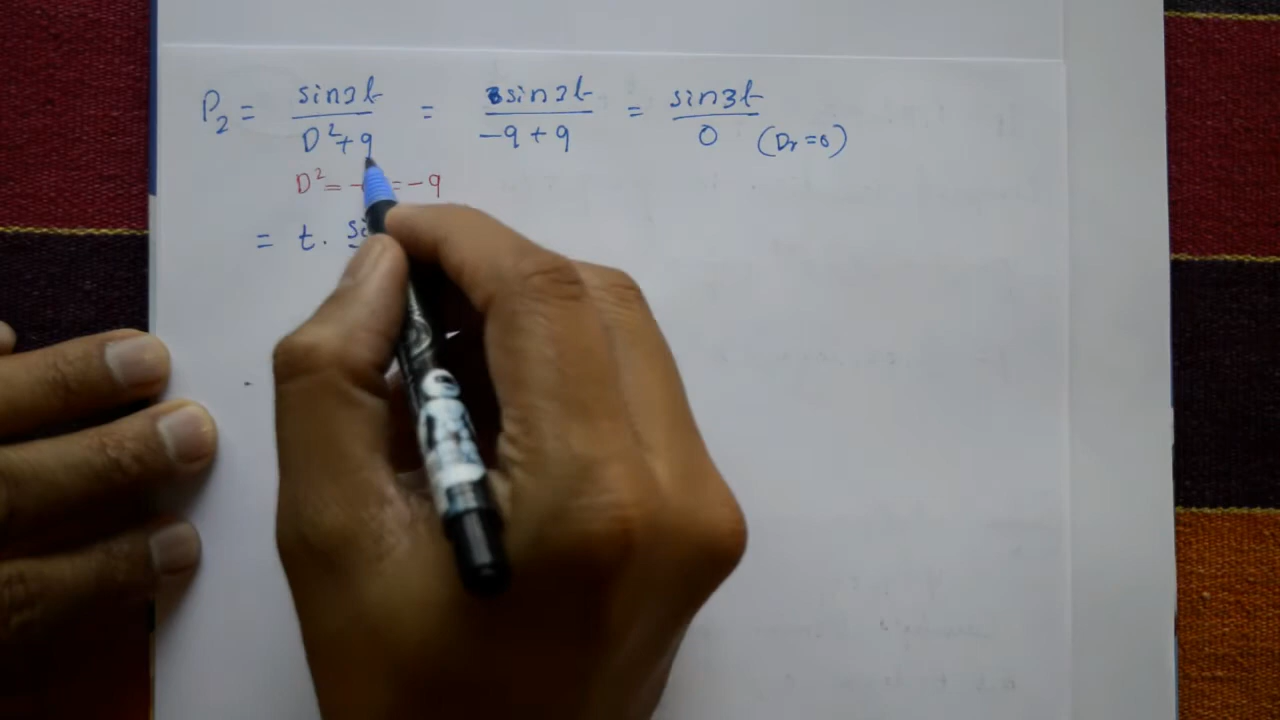 P₂ = sin3t / D²+9 = sin3t / -9+9 = sin3t / 0 (Dr=0)
D² = - = -9
= t.